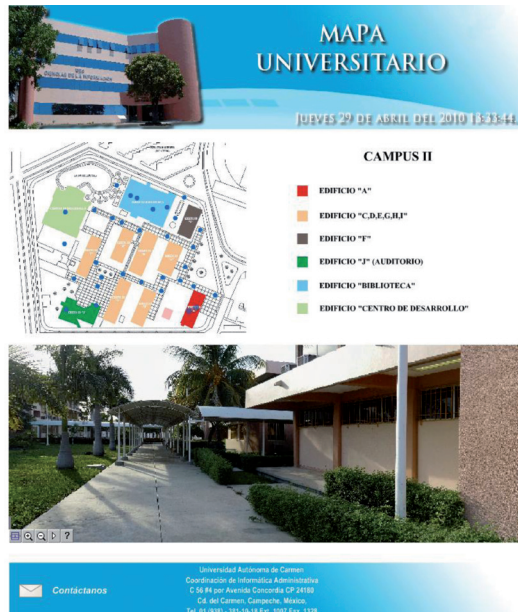 MAPA
UNIVERSITARIO
JUEVES 29 DE ABRIL DEL 2010 13:33:44
CAMPUS II
EDIFICIO "A"
EDIFICIO "C,D,E,G,H,I"
EDIFICIO "F"
EDIFICIO "J" (AUDITORIO)
EDIFICIO "BIBLIOTECA"
EDIFICIO "CENTRO DE DESARROLLO"
?
Contáctanos
Universidad Autónoma de Carmen
Coordinación de Informática Administrativa
C 56 #4 por Avenida Concordia CP 24180
Cd. del Carmen, Campeche, México.